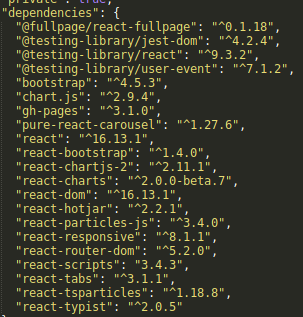 "private": true,
"dependencies": {
"@fullpage/react-fullpage": "^0.1.18",
"@testing-library/jest-dom": "^4.2.4",
"@testing-library/react": "^9.3.2",
"@testing-library/user-event": "^7.1.2",
"bootstrap": "^4.5.3",
"chart.js": "^2.9.4",
"gh-pages": "^3.1.0",
"pure-react-carousel": "^1.27.6",
"react": "^16.13.1",
"react-bootstrap": "^1.4.0",
"react-chartjs-2": "^2.11.1",
"react-charts": "^2.0.0-beta.7",
"react-dom": "^16.13.1",
"react-hotjar": "^2.2.1",
"react-particles-js": "^3.4.0",
"react-responsive": "^8.1.1",
"react-router-dom": "^5.2.0",
"react-scripts": "3.4.3",
"react-tabs": "^3.1.1",
"react-tsparticles": "^1.18.8",
"react-typist": "^2.0.5"